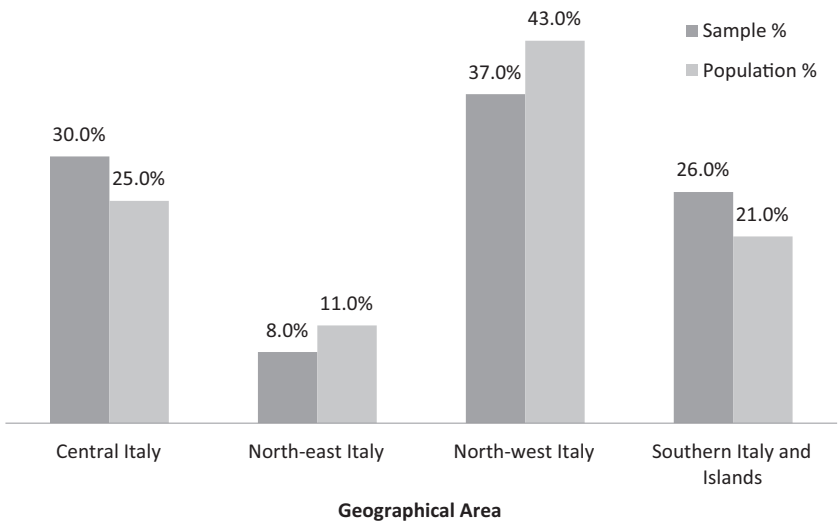 43.0%
Sample %
37.0%
Population %
30.0%
25.0%
26.0%
21.0%
11.0%
8.0%
Central Italy
North-east Italy
North-west Italy
Southern Italy and
Islands
Geographical Area